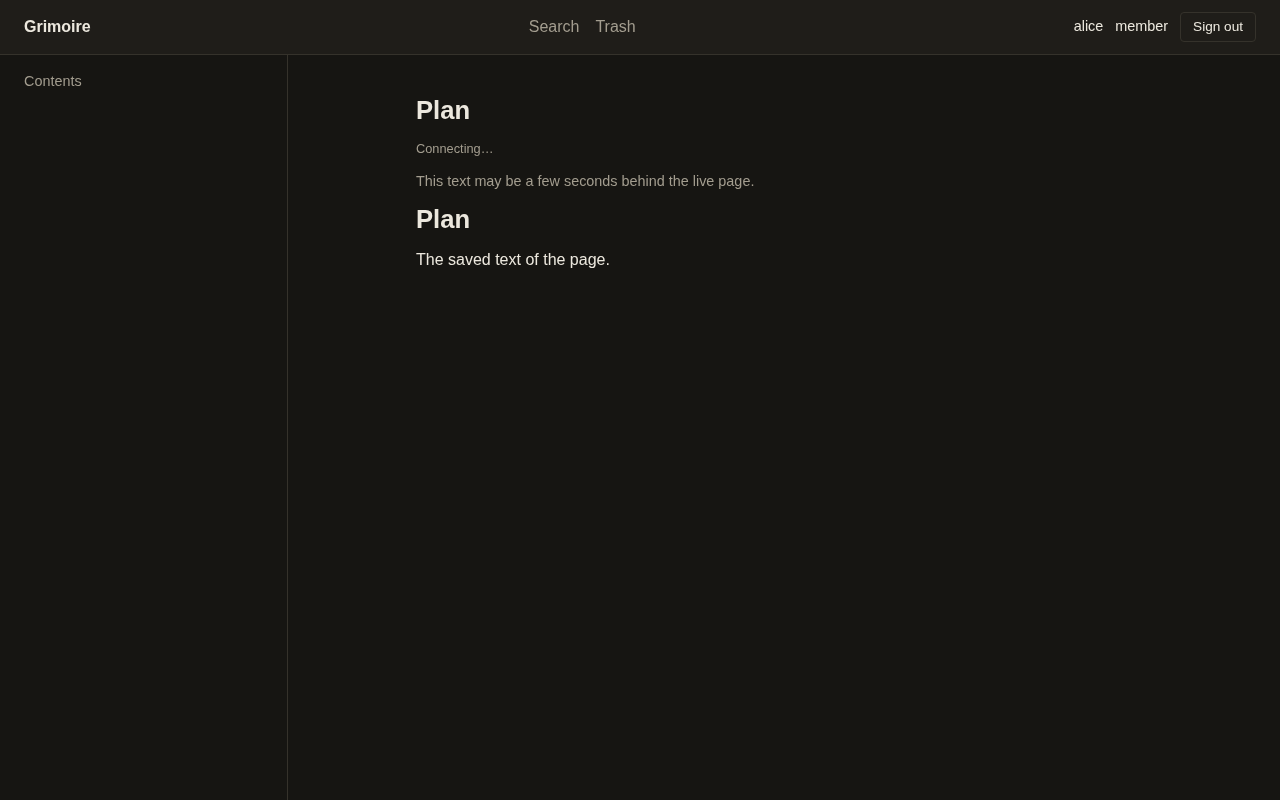 Grimoire
Search Trash
alice member Sign out
Contents
Plan
Connecting…
This text may be a few seconds behind the live page.
Plan
The saved text of the page.